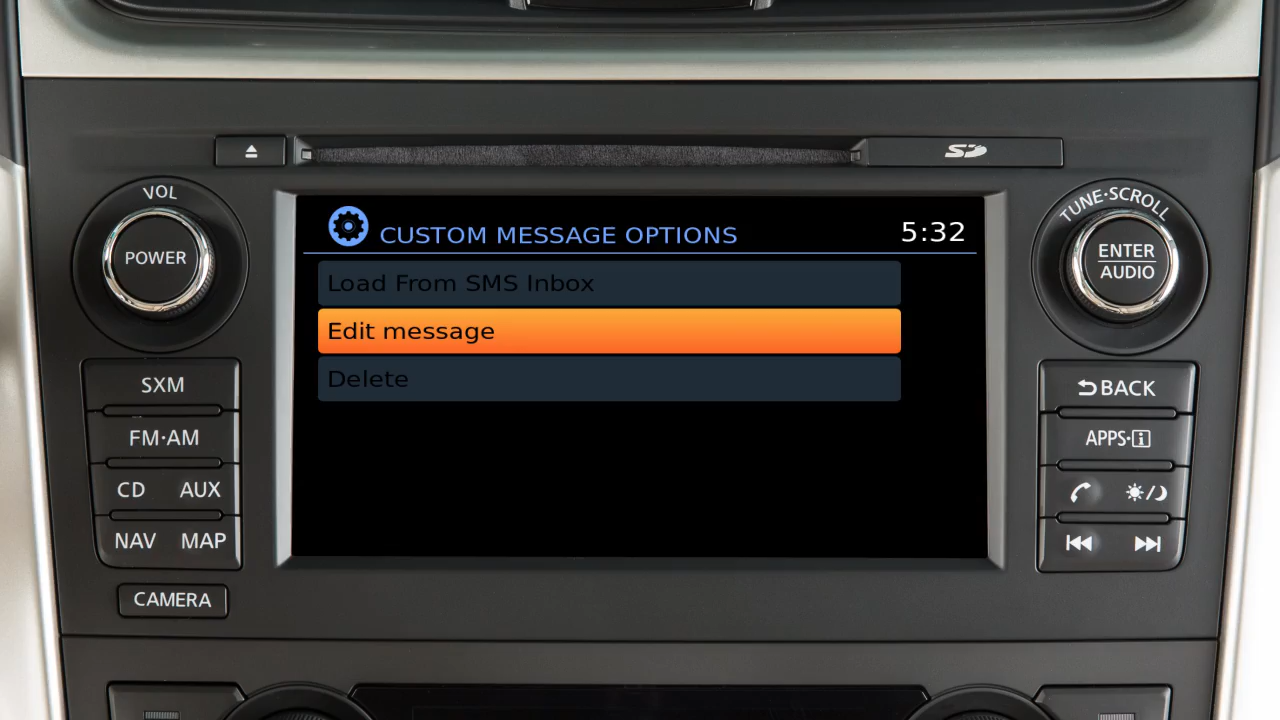 SD
VOL
POWER
TUNE·SCROLL
ENTER
AUDIO
CUSTOM MESSAGE OPTIONS 5:32
Load From SMS Inbox
Edit message
Delete
SXM
FM·AM
CD AUX
NAV MAP
CAMERA
BACK
APPS·i